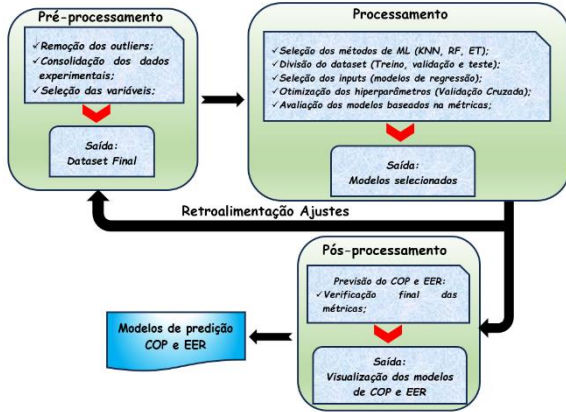 Pré-processamento
✓Remoção dos outliers;
✓Consolidação dos dados
experimentais;
✓Seleção das variáveis;
Saída:
Dataset Final
Processamento
✓Seleção dos métodos de ML (KNN, RF, ET);
✓Divisão do dataset (Treino, validação e teste);
✓Seleção dos inputs (modelos de regressão);
✓Otimização dos hiperparâmetros (Validação Cruzada);
✓Avaliação dos modelos baseados na métricas;
Saída:
Modelos selecionados
Retroalimentação Ajustes
Pós-processamento
Previsão do COP e EER:
✓Verificação final das
métricas;
Saída:
Visualização dos modelos
de COP e EER
Modelos de predição
COP e EER